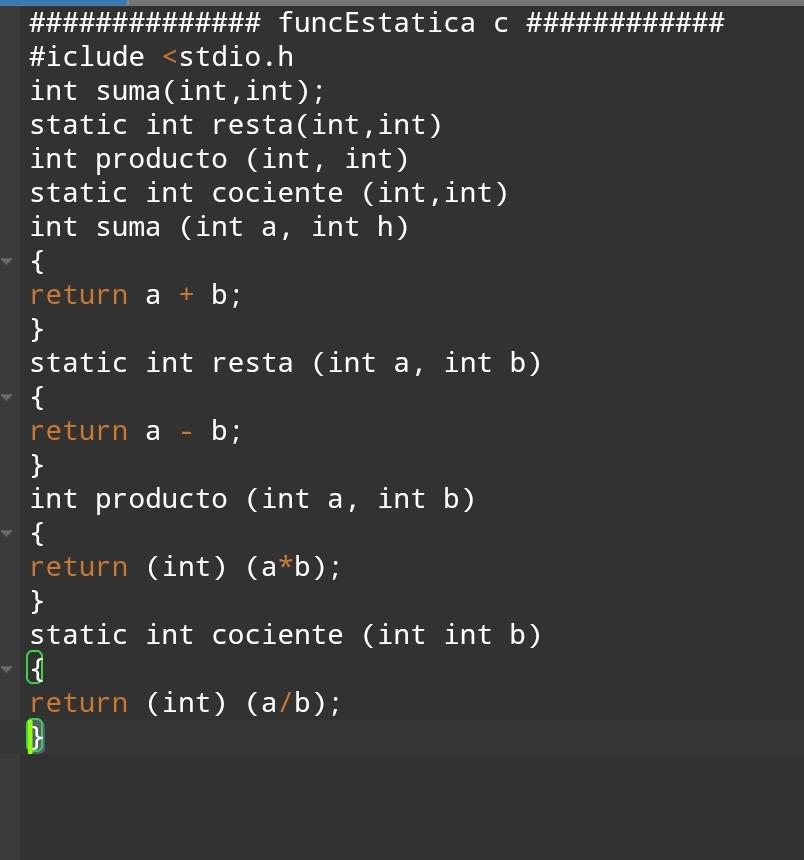 ############## funcEstatica c ############
#iclude <stdio.h
int suma(int,int);
static int resta(int,int)
int producto (int, int)
static int cociente (int,int)
int suma (int a, int h)
{
return a + b;
}
static int resta (int a, int b)
{
return a - b;
}
int producto (int a, int b)
{
return (int) (a*b);
}
static int cociente (int int b)
{
return (int) (a/b);
}